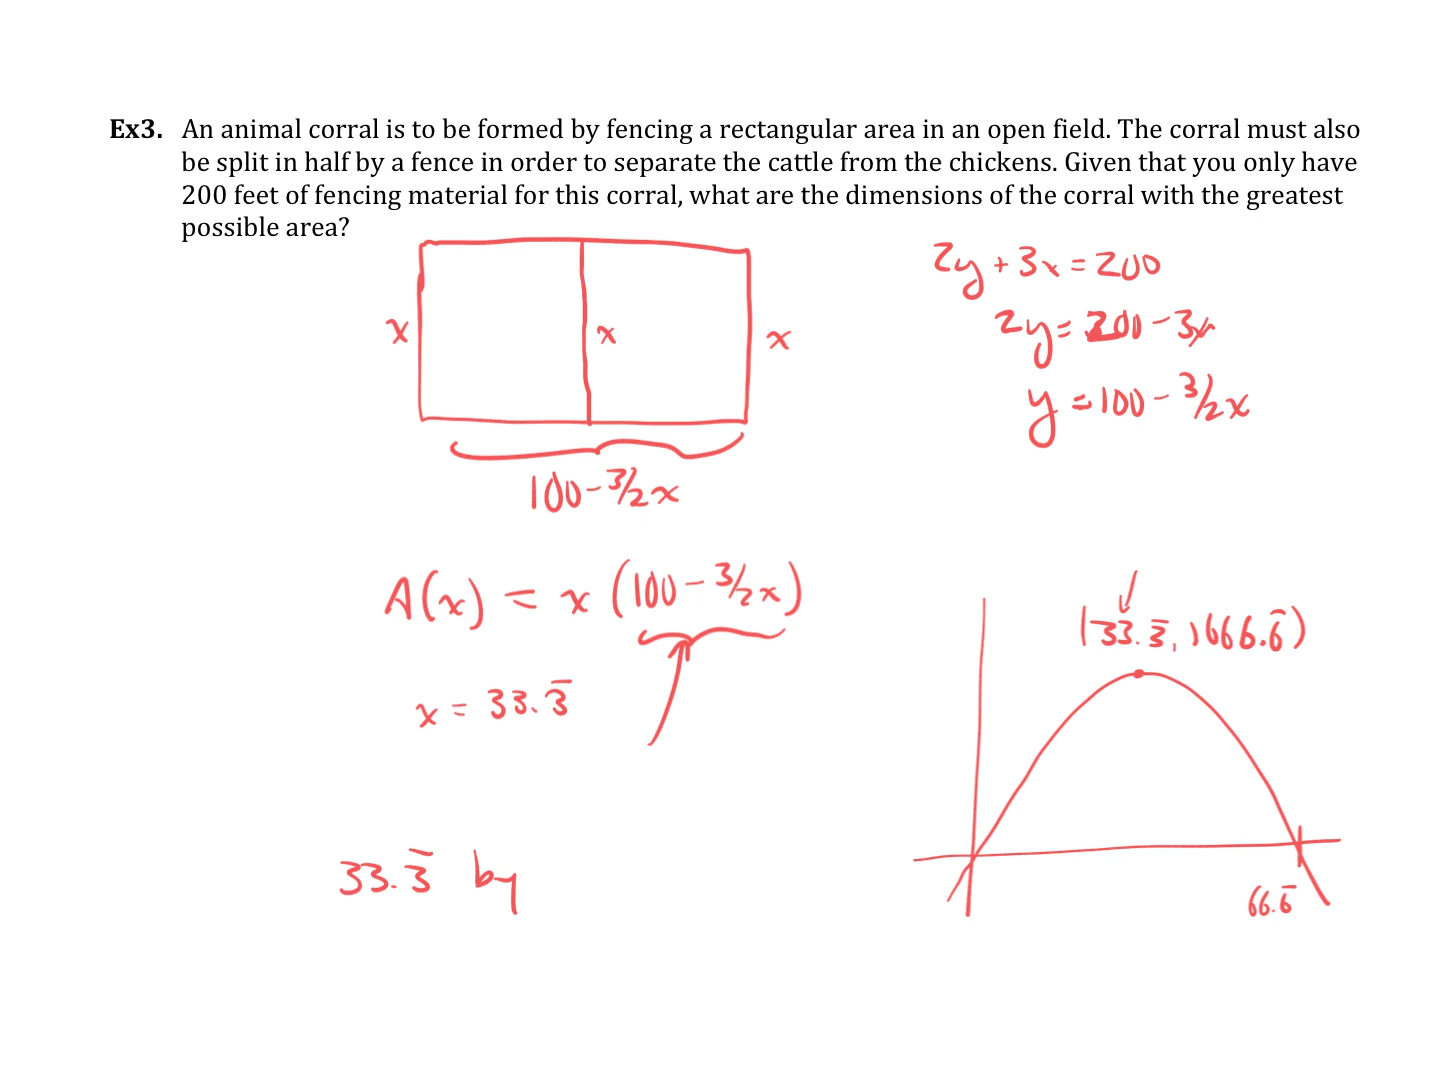 Ex3. An animal corral is to be formed by fencing a rectangular area in an open field. The corral must also
be split in half by a fence in order to separate the cattle from the chickens. Given that you only have
200 feet of fencing material for this corral, what are the dimensions of the corral with the greatest
possible area?
x
x
x
100-3/2x
2y+3x=200
2y=200-3x
y=100-3/2x
A(x) = x (100-3/2x)
x = 33.3̅
33.3̅ by
(33.3̅, 1666.6̅)
66.6̅